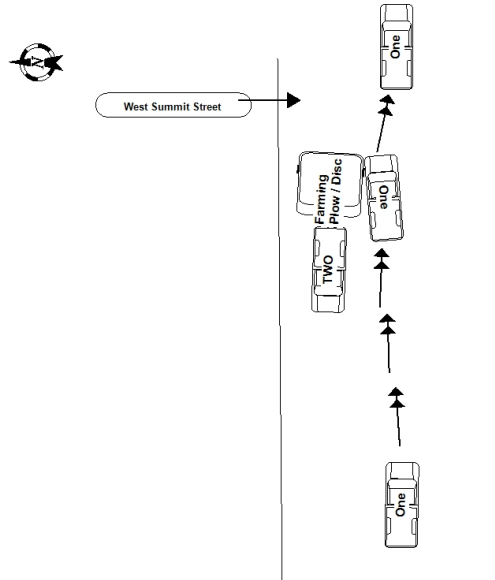 One
N
West Summit Street
Farming
Plow / Disc
One
TWO
One